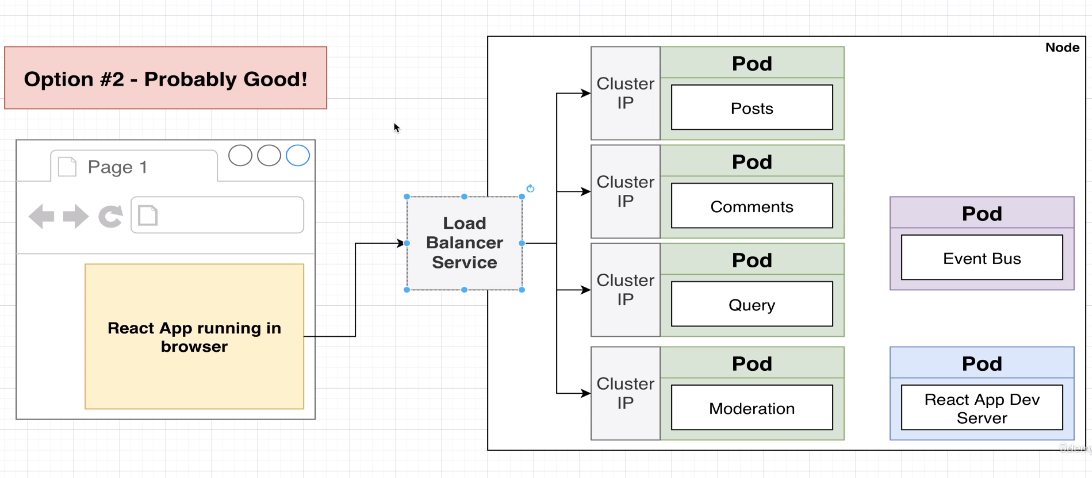 Option #2 - Probably Good!
Page 1
React App running in
browser
Load
Balancer
Service
Node
Cluster
IP
Pod
Posts
Cluster
IP
Pod
Comments
Cluster
IP
Pod
Query
Cluster
IP
Pod
Moderation
Pod
Event Bus
Pod
React App Dev
Server